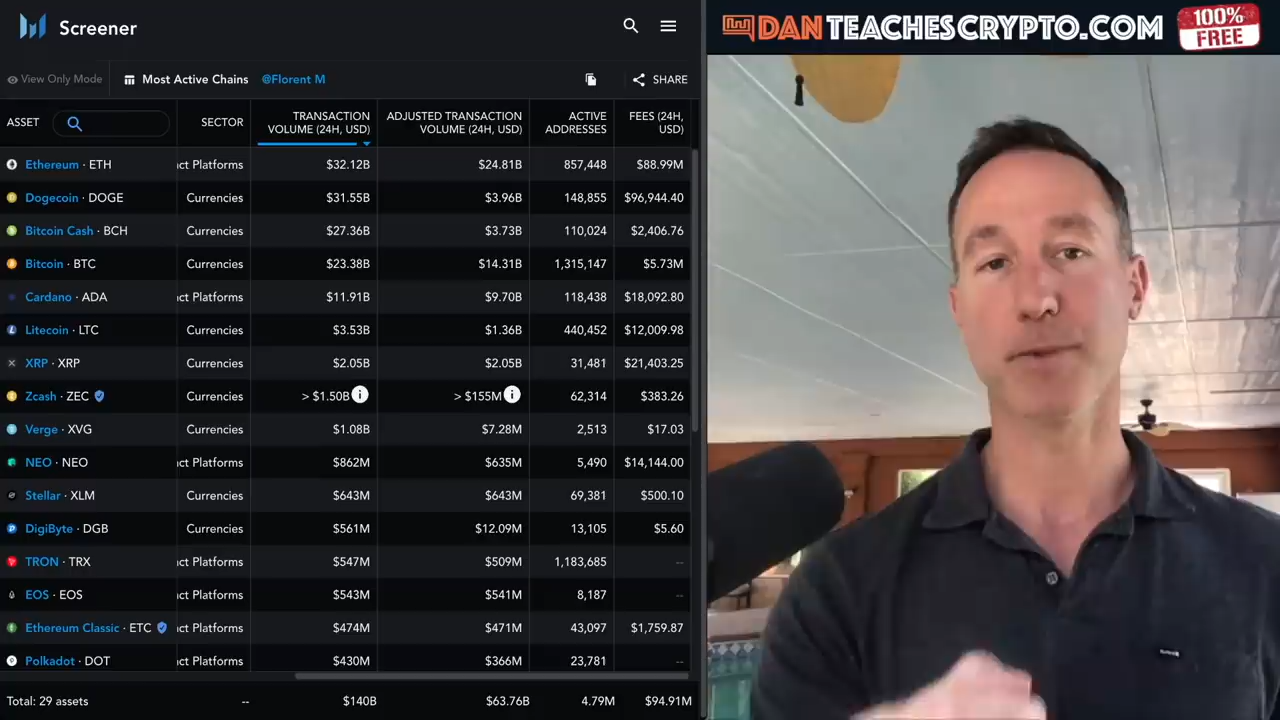 Screener
View Only Mode
Most Active Chains @Florent M
SHARE
ASSET SECTOR TRANSACTION VOLUME (24H, USD) ADJUSTED TRANSACTION VOLUME (24H, USD) ACTIVE ADDRESSES FEES (24H, USD)
Ethereum · ETH ct Platforms $32.12B $24.81B 857,448 $88.99M
Dogecoin · DOGE Currencies $31.55B $3.96B 148,855 $96,944.40
Bitcoin Cash · BCH Currencies $27.36B $3.73B 110,024 $2,406.76
Bitcoin · BTC Currencies $23.38B $14.31B 1,315,147 $5.73M
Cardano · ADA ct Platforms $11.91B $9.70B 118,438 $18,092.80
Litecoin · LTC Currencies $3.53B $1.36B 440,452 $12,009.98
XRP · XRP Currencies $2.05B $2.05B 31,481 $21,403.25
Zcash · ZEC Currencies > $1.50B i > $155M i 62,314 $383.26
Verge · XVG Currencies $1.08B $7.28M 2,513 $17.03
NEO · NEO ct Platforms $862M $635M 5,490 $14,144.00
Stellar · XLM Currencies $643M $643M 69,381 $500.10
DigiByte · DGB Currencies $561M $12.09M 13,105 $5.60
TRON · TRX ct Platforms $547M $509M 1,183,685 --
EOS · EOS ct Platforms $543M $541M 8,187 --
Ethereum Classic · ETC ct Platforms $474M $471M 43,097 $1,759.87
Polkadot · DOT ct Platforms $430M $366M 23,781 --
Total: 29 assets -- $140B $63.76B 4.79M $94.91M
DANTEACHESCRYPTO.COM
100% FREE